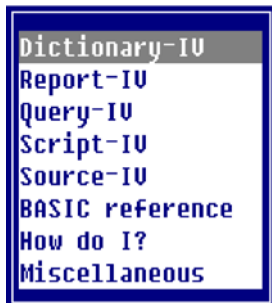 Dictionary-IV
Report-IV
Query-IV
Script-IV
Source-IV
BASIC reference
How do I?
Miscellaneous